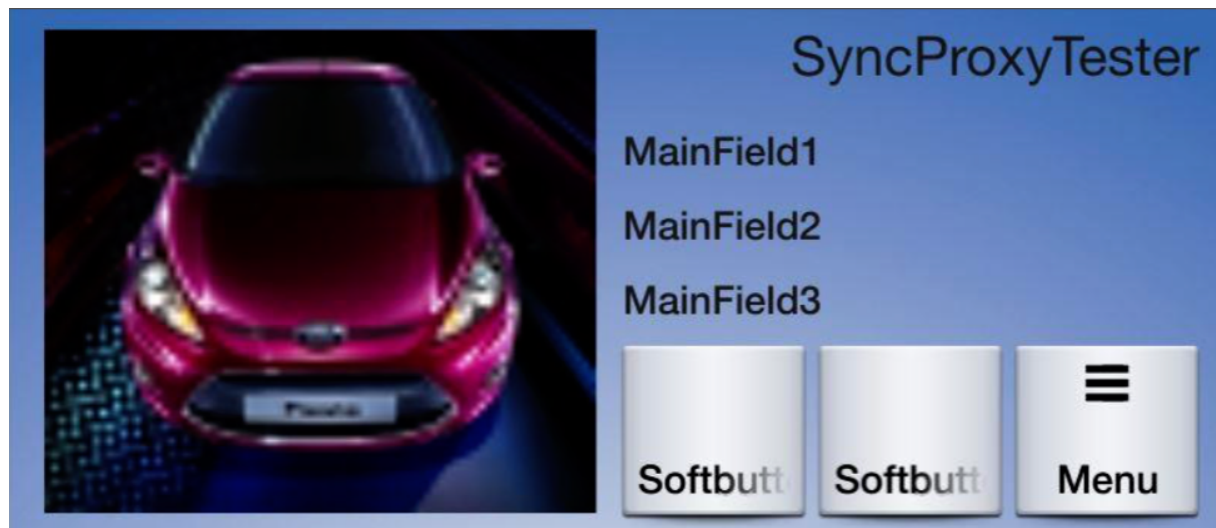 SyncProxyTester
MainField1
MainField2
MainField3
Softbutt
Softbutt
Menu